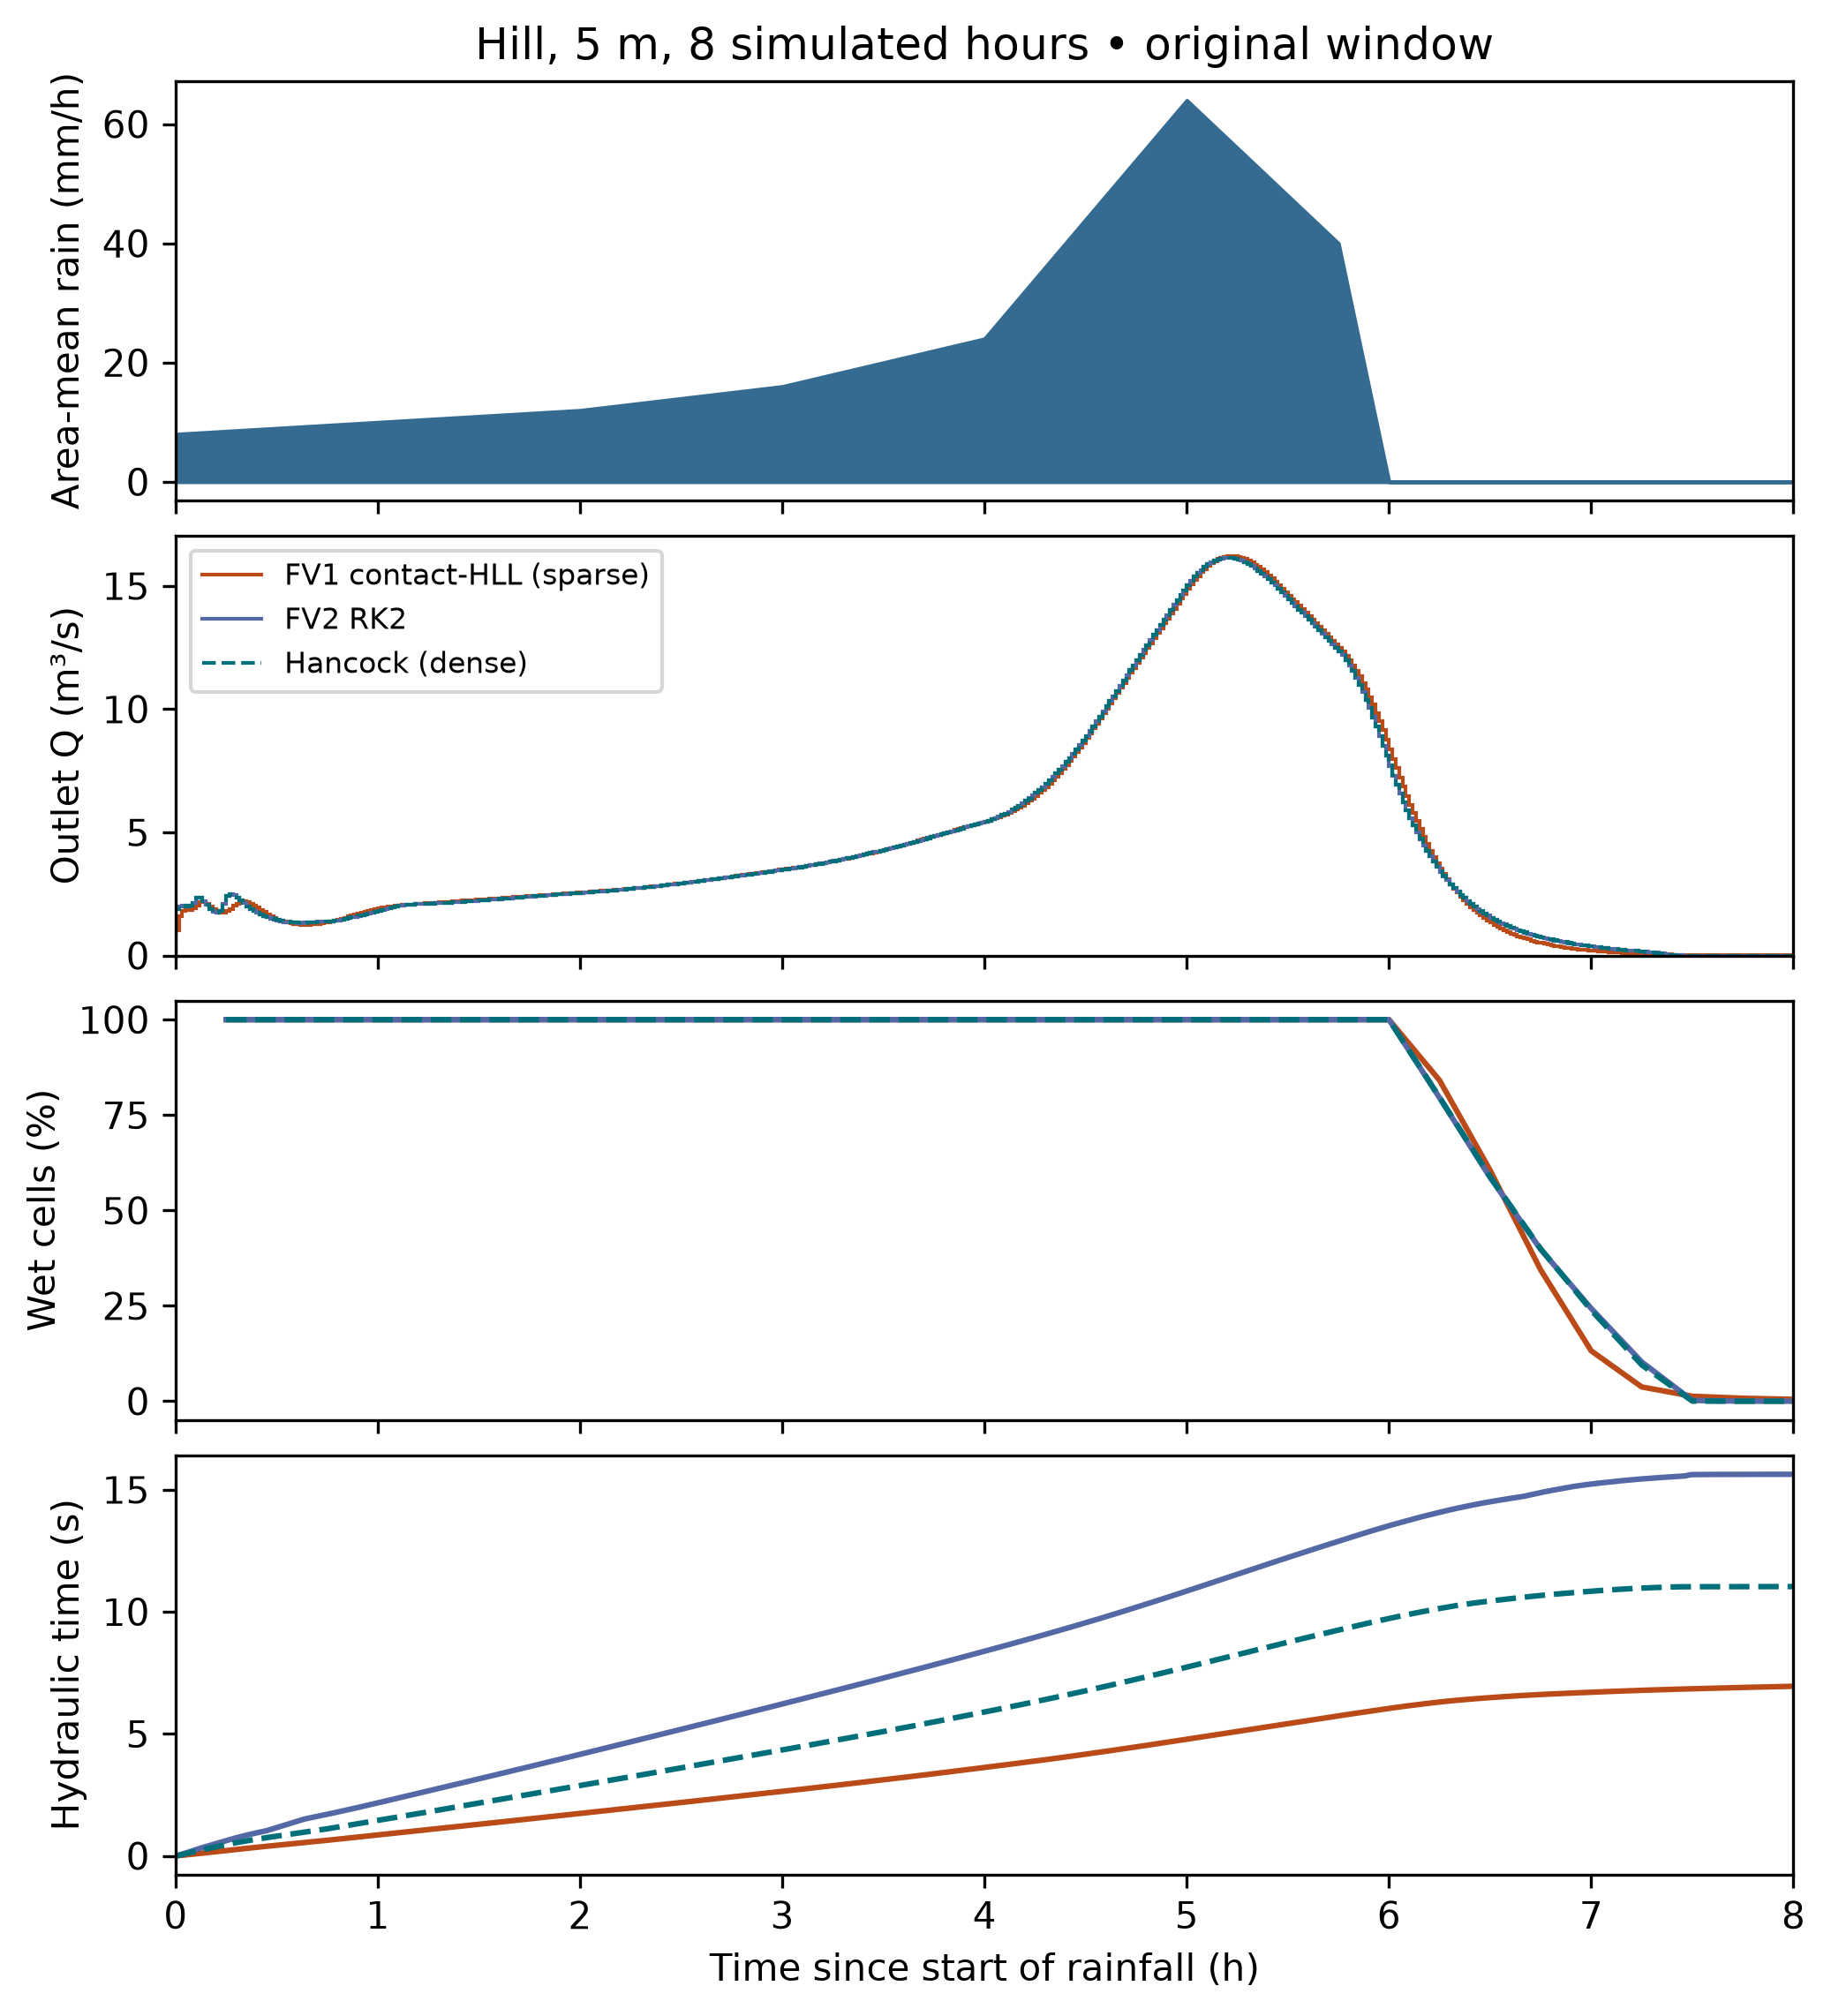 Hill, 5 m, 8 simulated hours • original window
Area-mean rain (mm/h)
60
40
20
0
Outlet Q (m³/s)
15
10
5
0
FV1 contact-HLL (sparse)
FV2 RK2
Hancock (dense)
Wet cells (%)
100
75
50
25
0
Hydraulic time (s)
15
10
5
0
0 1 2 3 4 5 6 7 8
Time since start of rainfall (h)